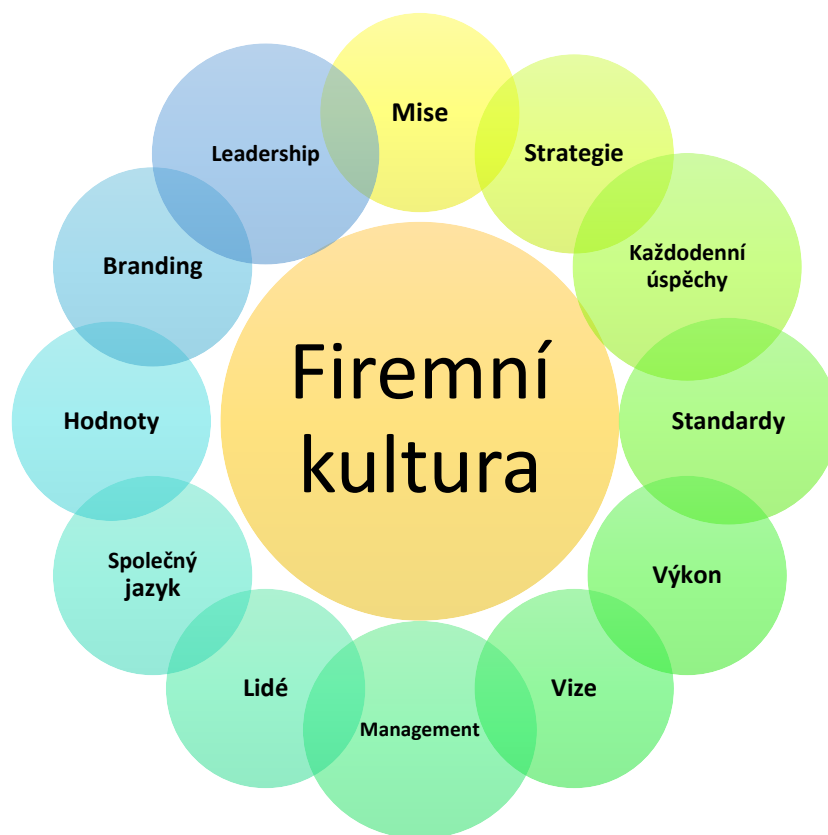 Mise
Strategie
Každodenní
úspěchy
Standardy
Výkon
Vize
Management
Lidé
Společný
jazyk
Hodnoty
Branding
Leadership
Firemní
kultura